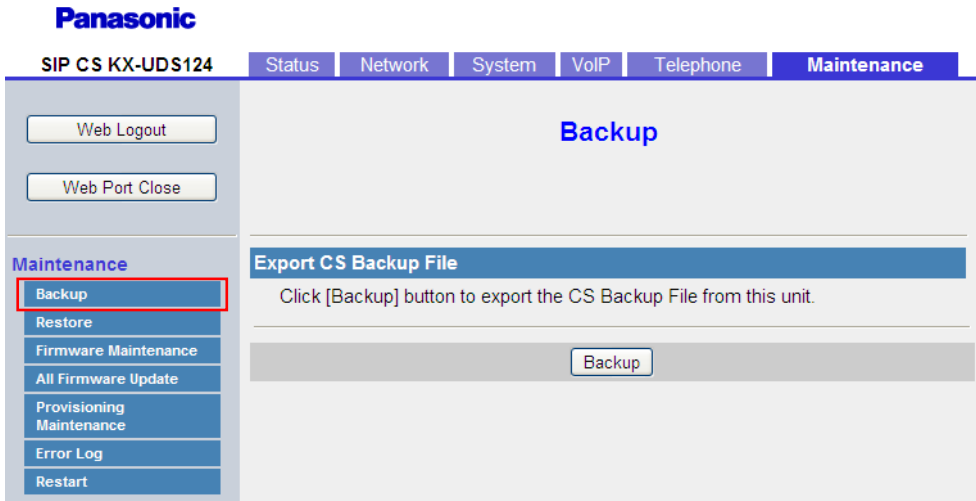 Panasonic
SIP CS KX-UDS124
Status Network System VoIP Telephone Maintenance
Web Logout
Web Port Close
Maintenance
Backup
Restore
Firmware Maintenance
All Firmware Update
Provisioning
Maintenance
Error Log
Restart
Backup
Export CS Backup File
Click [Backup] button to export the CS Backup File from this unit.
Backup